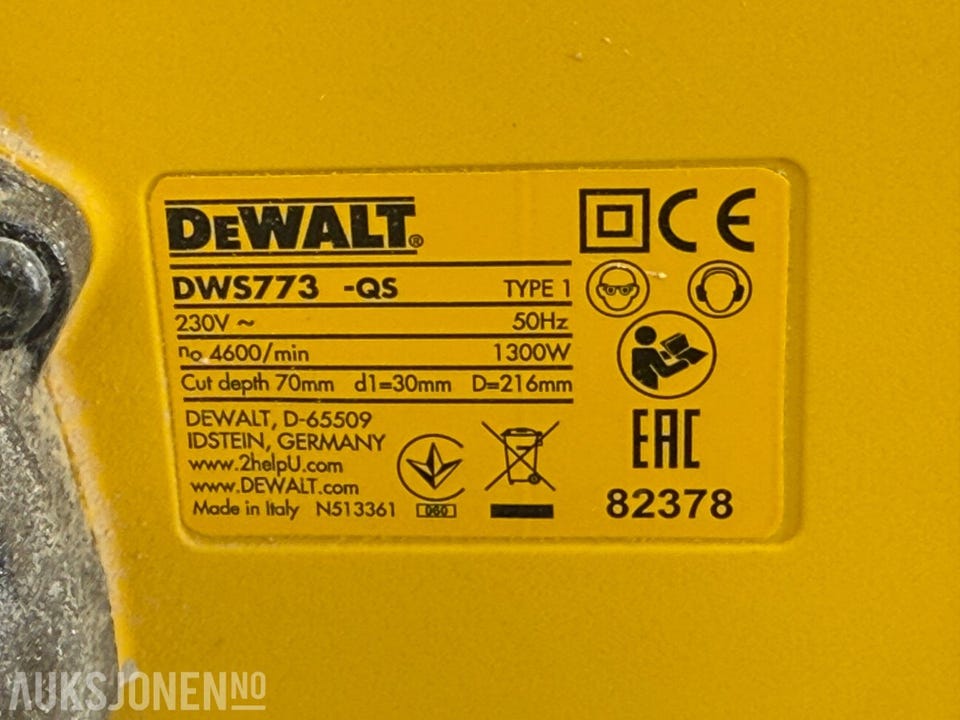 DEWALT®
DWS773 -QS TYPE 1
230V ~ 50Hz
no 4600/min 1300W
Cut depth 70mm d1=30mm D=216mm
DEWALT, D-65509
IDSTEIN, GERMANY
www.2helpU.com
www.DEWALT.com
Made in Italy N513361
CE
EAC
82378
AUKSJONEN.NO